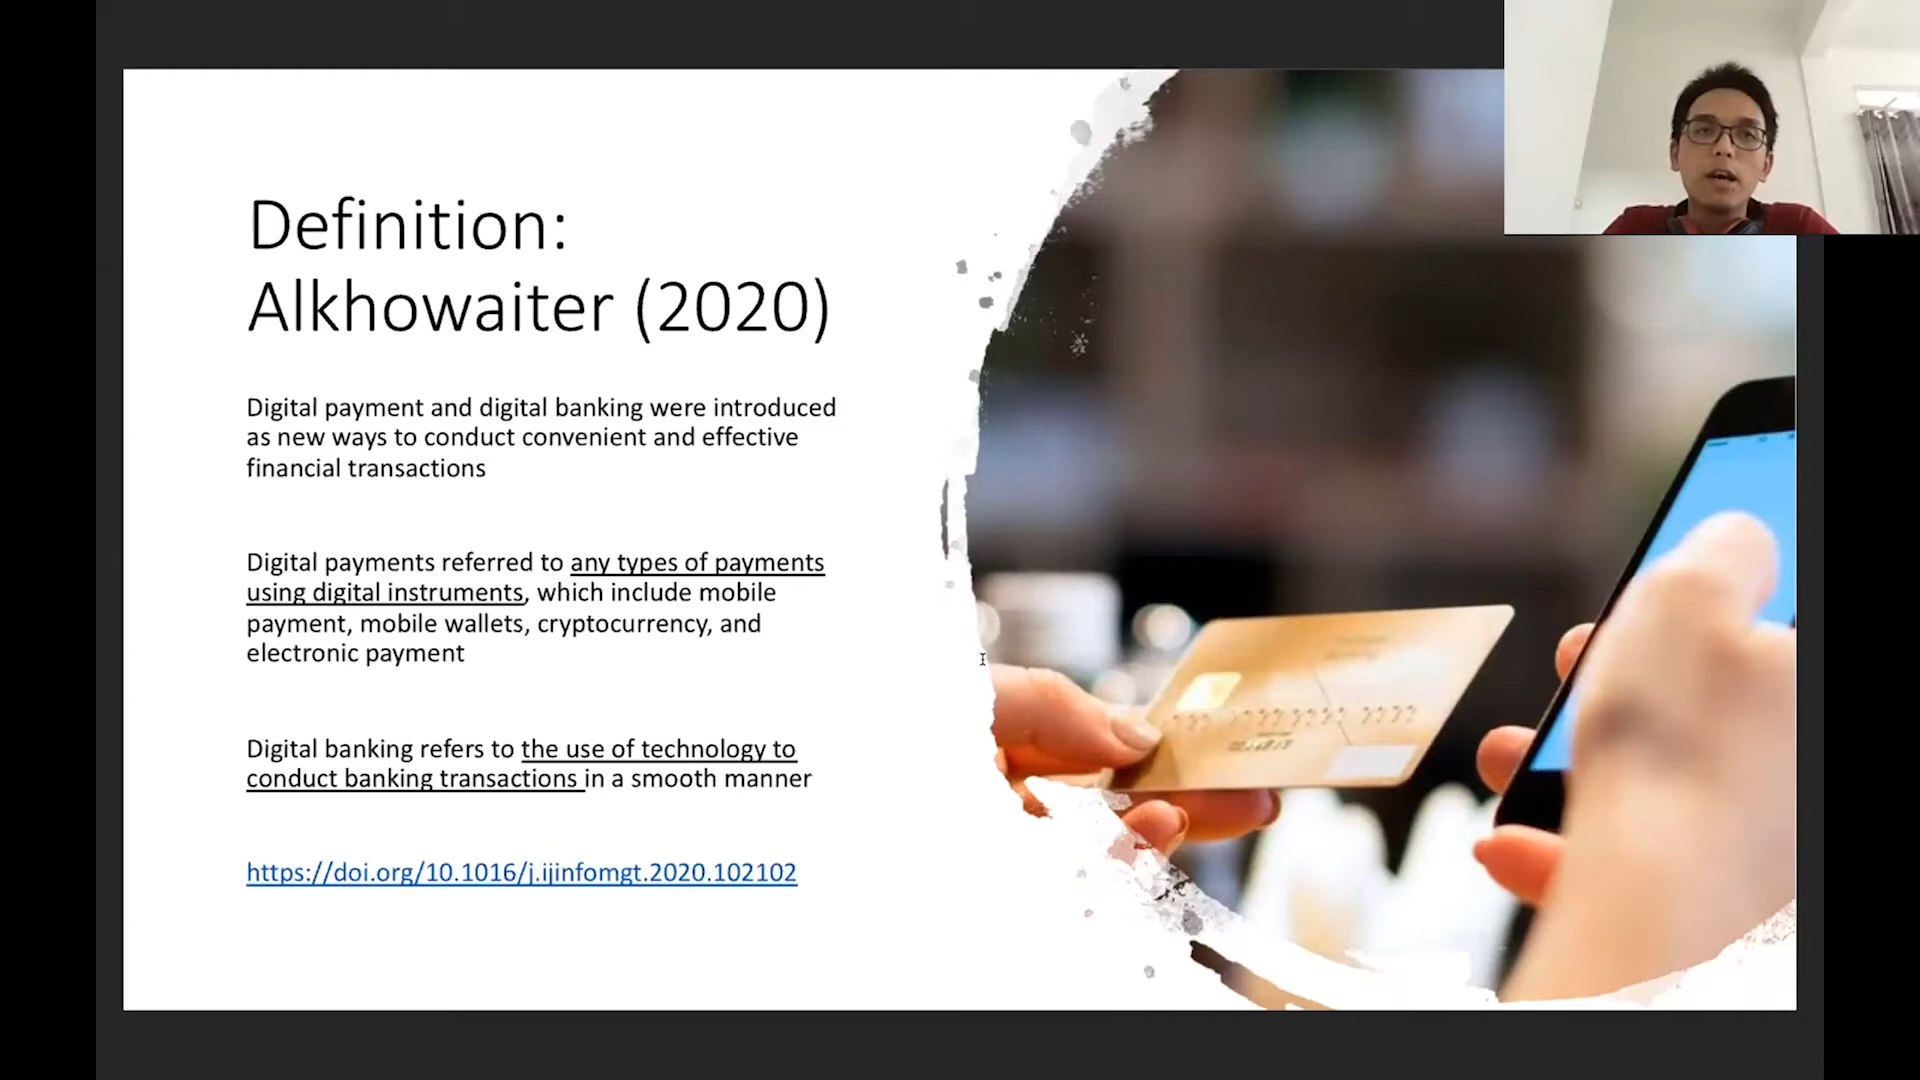 Definition:
Alkhowaiter (2020)
Digital payment and digital banking were introduced
as new ways to conduct convenient and effective
financial transactions
Digital payments referred to any types of payments
using digital instruments, which include mobile
payment, mobile wallets, cryptocurrency, and
electronic payment
Digital banking refers to the use of technology to
conduct banking transactions in a smooth manner
https://doi.org/10.1016/j.ijinfomgt.2020.102102